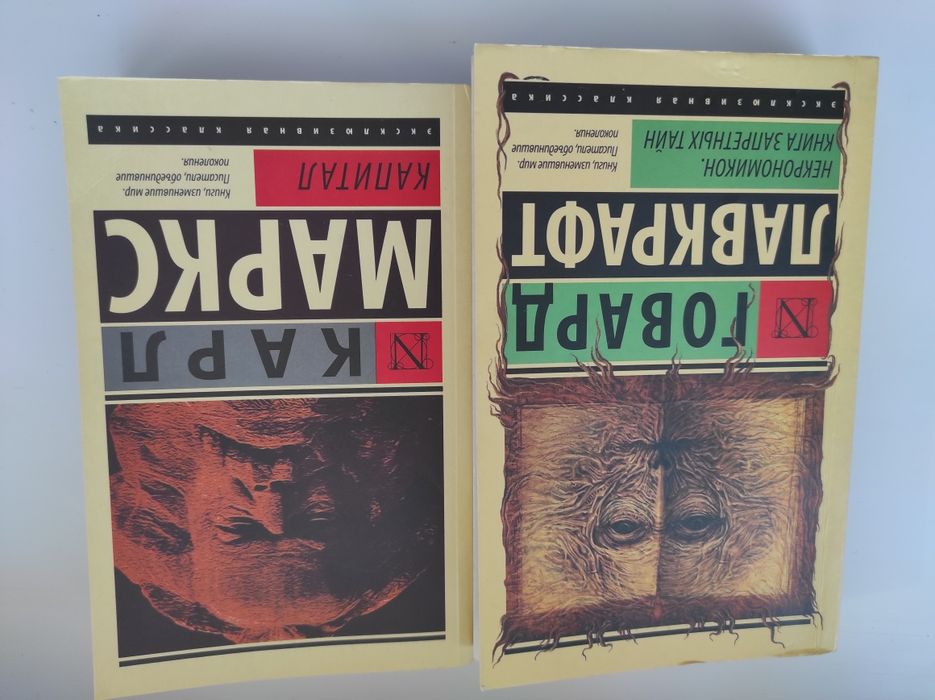 КАРЛ
МАРКС
КАПИТАЛ
Книги, изменившие мир.
Писатели, объединившие
поколения.
эксклюзивная классика
ГОВАРД
ЛАВКРАФТ
НЕКРОНОМИКОН.
КНИГА ЗАПРЕТНЫХ ТАЙН
Книги, изменившие мир.
Писатели, объединившие
поколения.
эксклюзивная классика